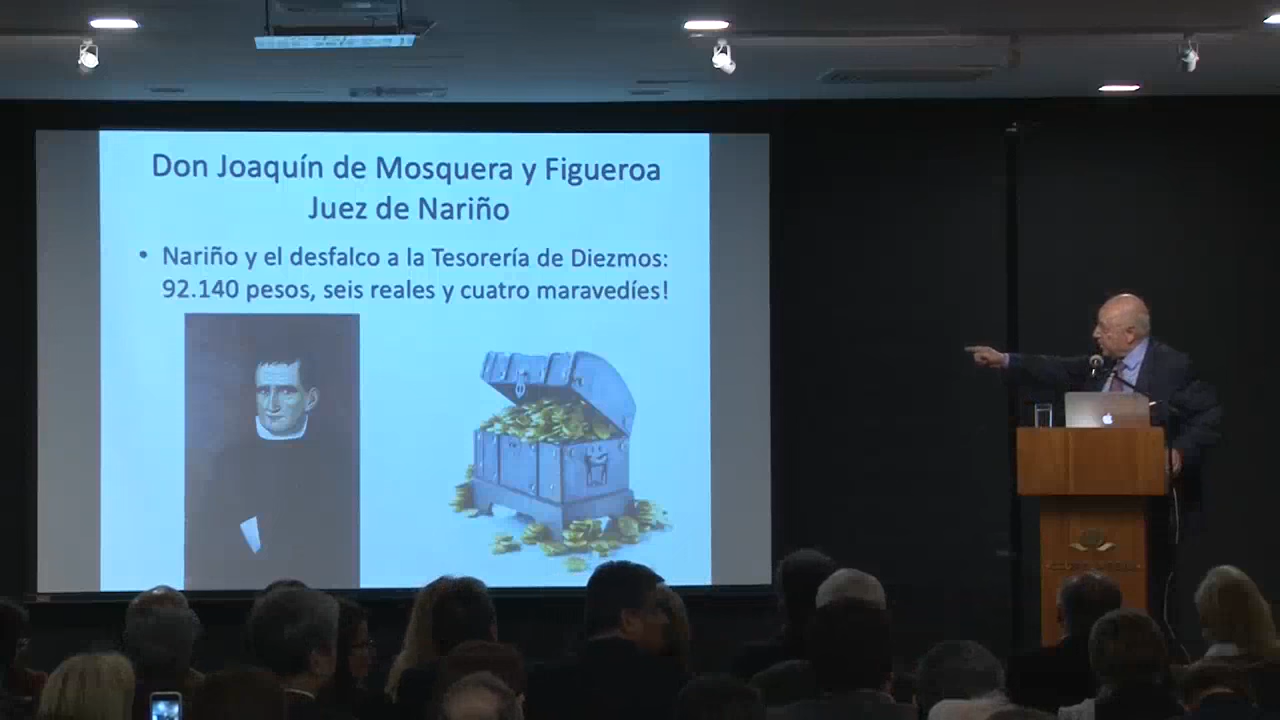 Don Joaquín de Mosquera y Figueroa
Juez de Nariño
• Nariño y el desfalco a la Tesorería de Diezmos:
92.140 pesos, seis reales y cuatro maravedíes!